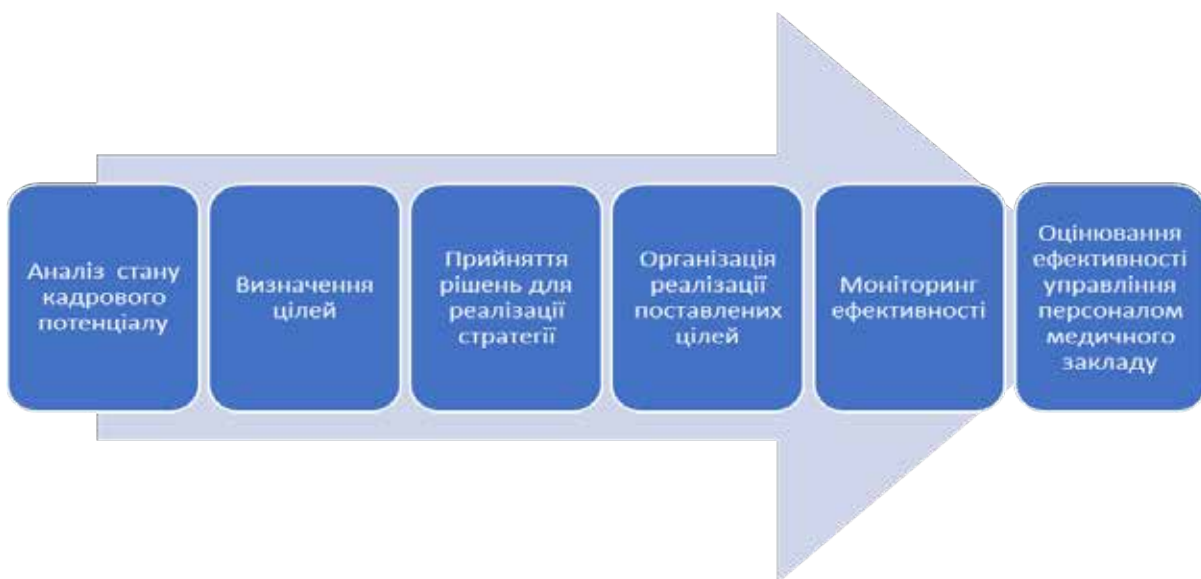 Аналіз стану
кадрового
потенціалу
Визначення
цілей
Прийняття
рішень для
реалізації
стратегії
Організація
реалізації
поставлених
цілей
Моніторинг
ефективності
Оцінювання
ефективності
управління
персоналом
медичного
закладу